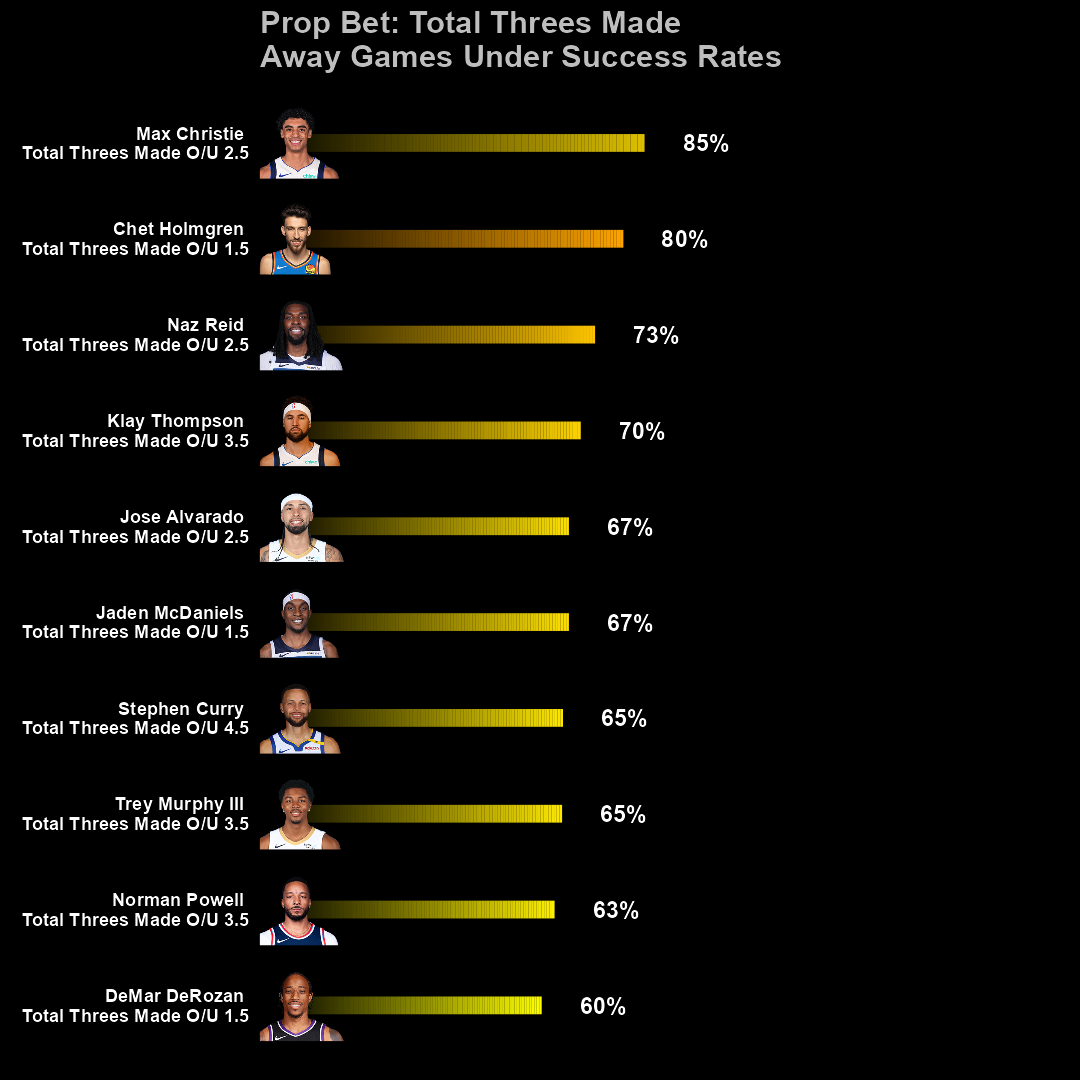 Prop Bet: Total Threes Made
Away Games Under Success Rates
Max Christie
Total Threes Made O/U 2.5
85%
Chet Holmgren
Total Threes Made O/U 1.5
80%
Naz Reid
Total Threes Made O/U 2.5
73%
Klay Thompson
Total Threes Made O/U 3.5
70%
Jose Alvarado
Total Threes Made O/U 2.5
67%
Jaden McDaniels
Total Threes Made O/U 1.5
67%
Stephen Curry
Total Threes Made O/U 4.5
65%
Trey Murphy III
Total Threes Made O/U 3.5
65%
Norman Powell
Total Threes Made O/U 3.5
63%
DeMar DeRozan
Total Threes Made O/U 1.5
60%